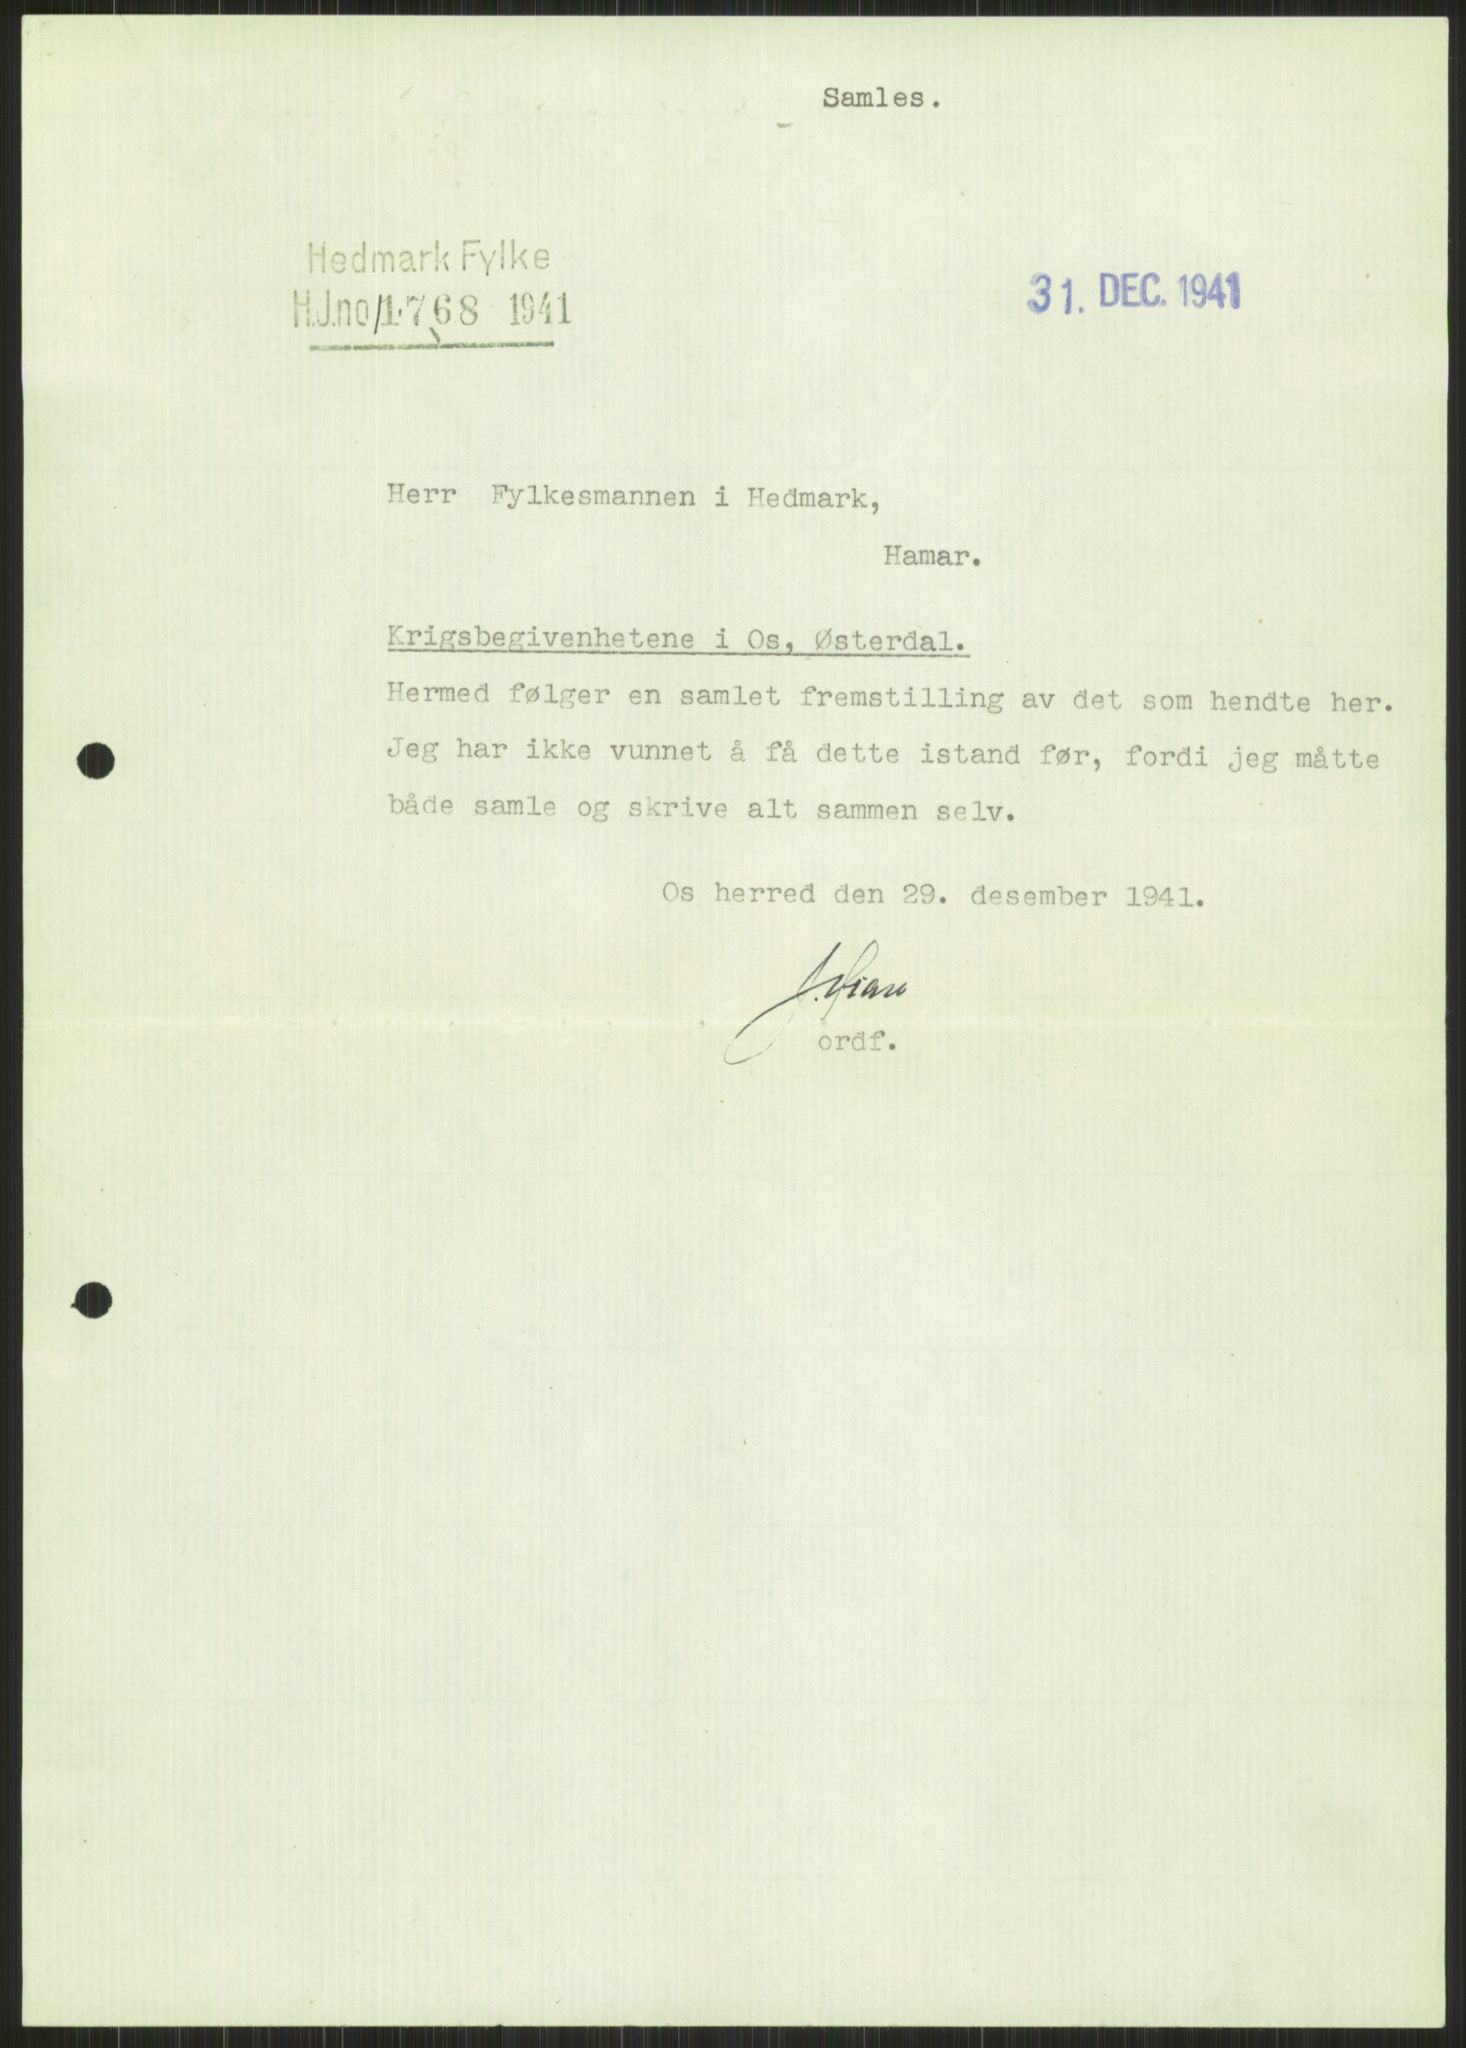 Samles.
Hedmark Fylke
H.J.no 1768 1941
31. DEC. 1941
Herr Fylkesmannen i Hedmark,
Hamar.
Krigsbegivenhetene i Os, Østerdal.
Hermed følger en samlet fremstilling av det som hendte her.
Jeg har ikke vunnet å få dette istand før, fordi jeg måtte
både samle og skrive alt sammen selv.
Os herred den 29. desember 1941.
ordf.